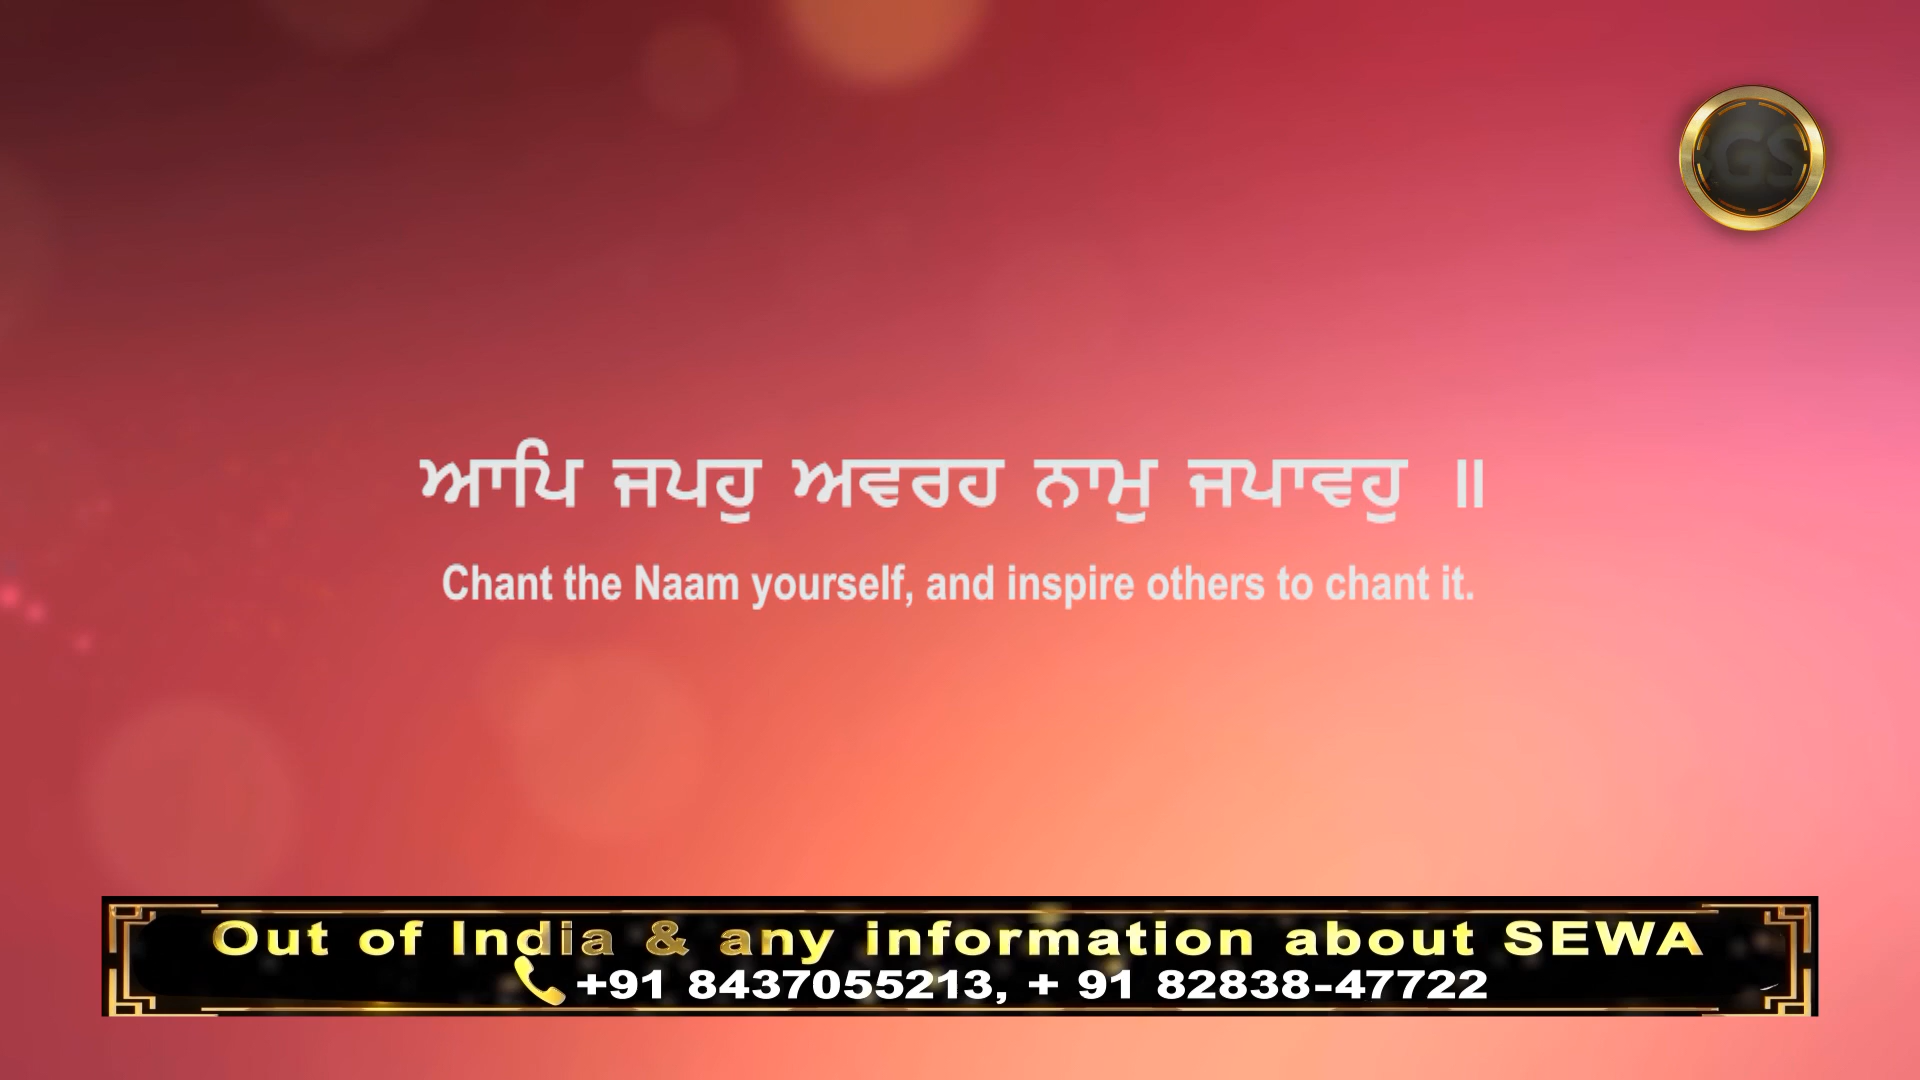 ਆਪਿ ਜਪਹੁ ਅਵਰਹ ਨਾਮੁ ਜਪਾਵਹੁ ॥
Chant the Naam yourself, and inspire others to chant it.
Out of India & any information about SEWA
+91 8437055213, + 91 82838-47722